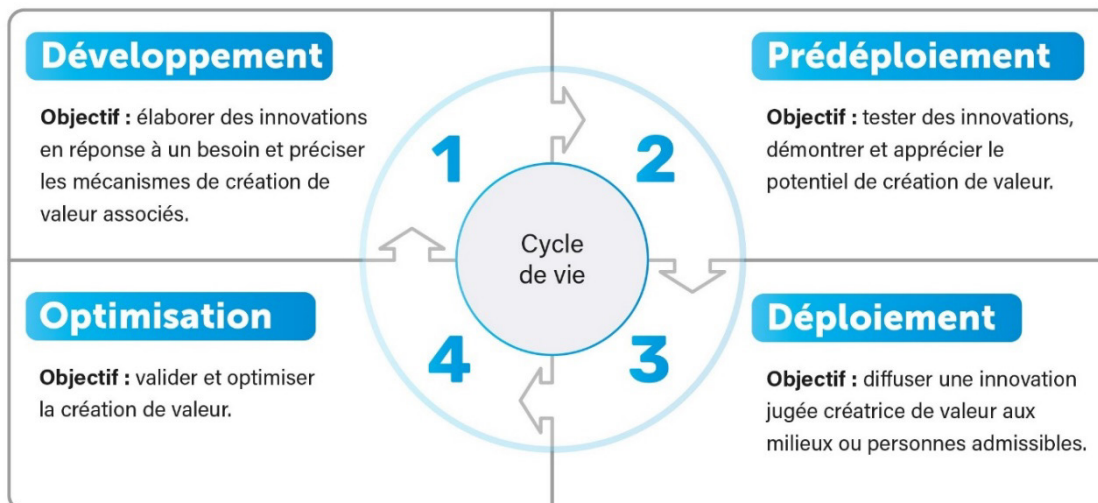 Développement
Objectif : élaborer des innovations
en réponse à un besoin et préciser
les mécanismes de création de
valeur associés.
1
Prédéploiement
Objectif : tester des innovations,
démontrer et apprécier le
potentiel de création de valeur.
2
Cycle
de vie
Déploiement
Objectif : diffuser une innovation
jugée créatrice de valeur aux
milieux ou personnes admissibles.
3
Optimisation
Objectif : valider et optimiser
la création de valeur.
4